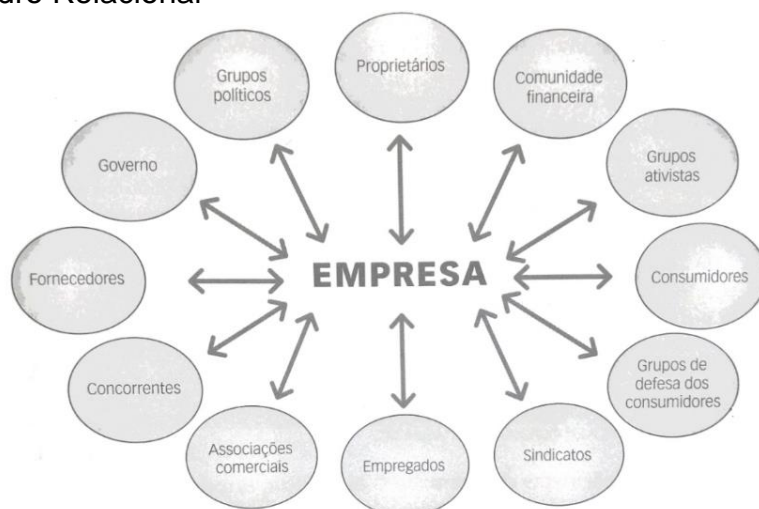 Proprietários
Grupos
políticos
Comunidade
financeira
Governo
Grupos
ativistas
Fornecedores
EMPRESA
Consumidores
Concorrentes
Grupos de
defesa dos
consumidores
Associações
comerciais
Empregados
Sindicatos